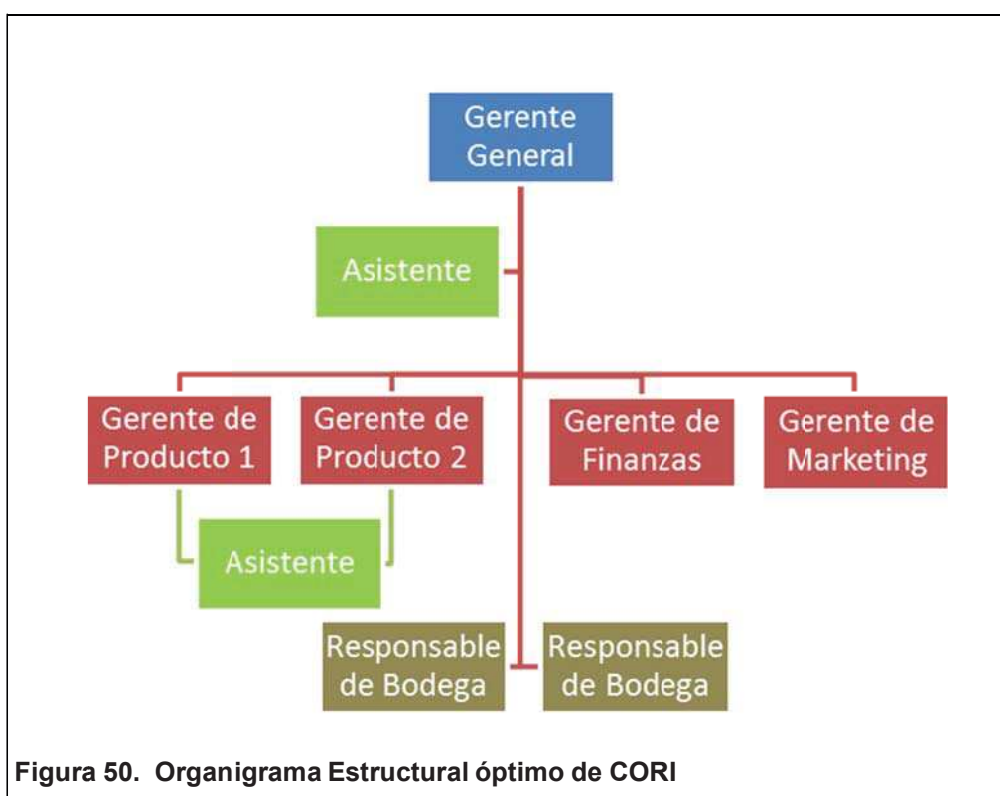 Gerente
General
Asistente
Gerente de
Producto 1
Gerente de
Producto 2
Gerente de
Finanzas
Gerente de
Marketing
Asistente
Responsable
de Bodega
Responsable
de Bodega
Figura 50. Organigrama Estructural óptimo de CORI